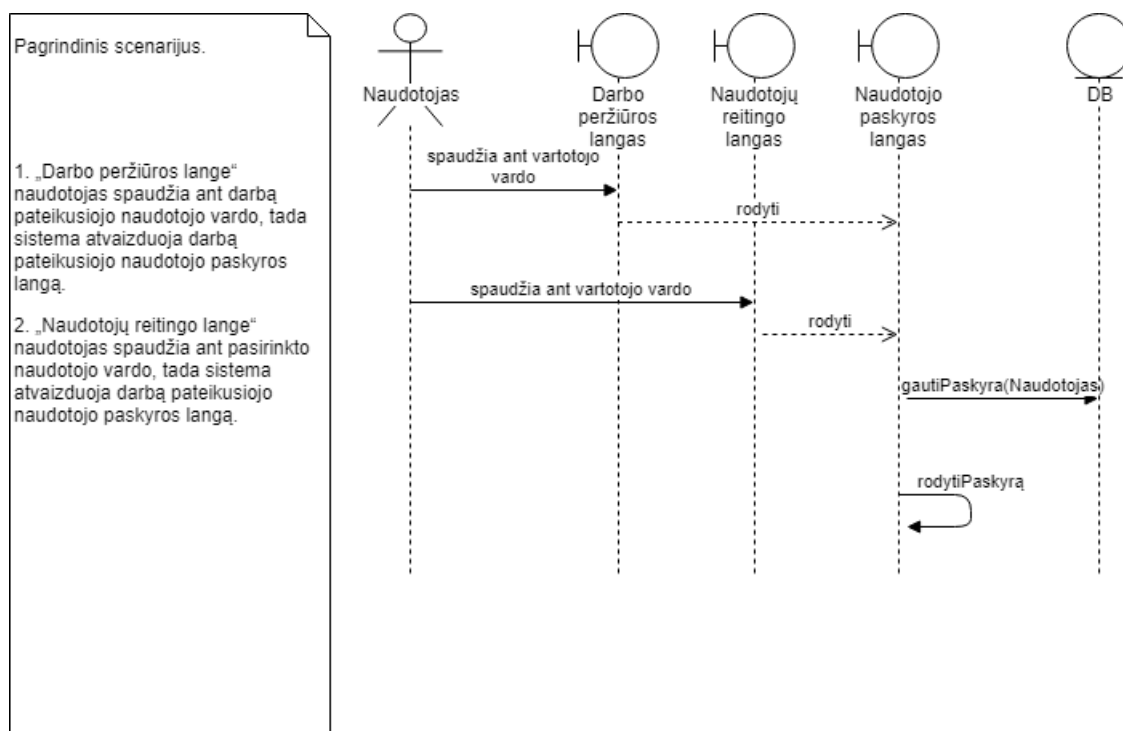 Pagrindinis scenarijus.
1. „Darbo peržiūros lange“
naudotojas spaudžia ant darbą
pateikusiojo naudotojo vardo, tada
sistema atvaizduoja darbą
pateikusiojo naudotojo paskyros
langą.
2. „Naudotojų reitingo lange“
naudotojas spaudžia ant pasirinkto
naudotojo vardo, tada sistema
atvaizduoja darbą pateikusiojo
naudotojo paskyros langą.
Naudotojas
Darbo
peržiūros
langas
Naudotojų
reitingo
langas
Naudotojo
paskyros
langas
DB
spaudžia ant vartotojo
vardo
rodyti
spaudžia ant vartotojo vardo
rodyti
gautiPaskyra(Naudotojas)
rodytiPaskyrą